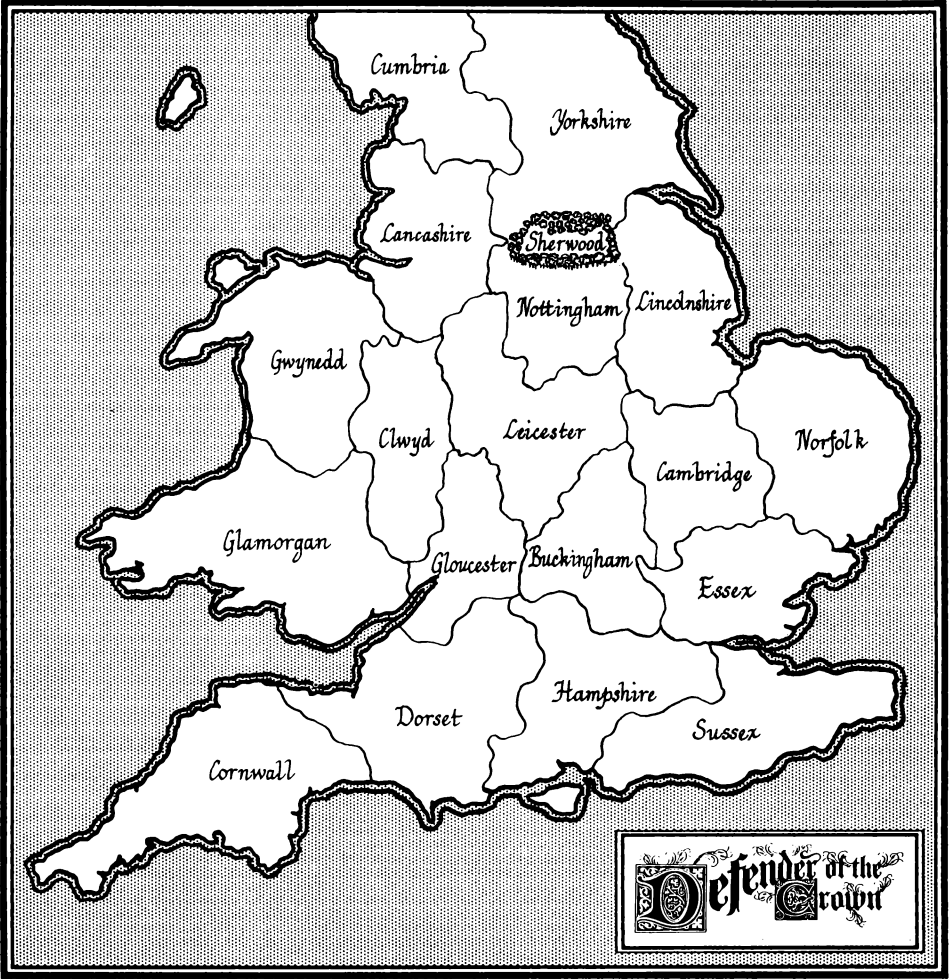 Cumbria
Yorkshire
Lancashire
Sherwood
Nottingham
Lincolnshire
Gwynedd
Clwyd
Leicester
Norfolk
Cambridge
Glamorgan
Gloucester
Buckingham
Essex
Hampshire
Dorset
Sussex
Cornwall
Defender of the
Crown